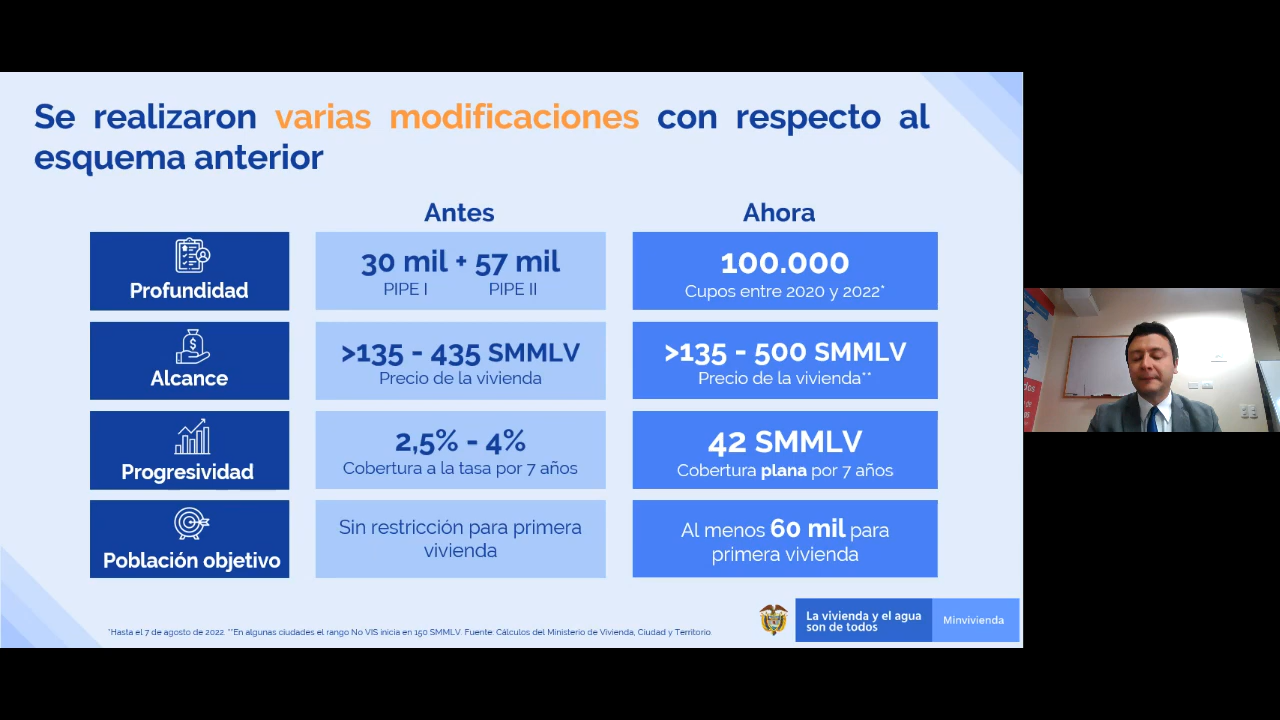 Se realizaron varias modificaciones con respecto al
esquema anterior
Antes
Ahora
Profundidad
30 mil + 57 mil
PIPE I PIPE II
100.000
Cupos entre 2020 y 2022*
Alcance
>135 - 435 SMMLV
Precio de la vivienda
>135 - 500 SMMLV
Precio de la vivienda**
Progresividad
2,5% - 4%
Cobertura a la tasa por 7 años
42 SMMLV
Cobertura plana por 7 años
Población objetivo
Sin restricción para primera
vivienda
Al menos 60 mil para
primera vivienda
*Hasta el 7 de agosto de 2022. **En algunas ciudades el rango No VIS inicia en 150 SMMLV. Fuente: Cálculos del Ministerio de Vivienda, Ciudad y Territorio.
La vivienda y el agua
son de todos
Minvivienda